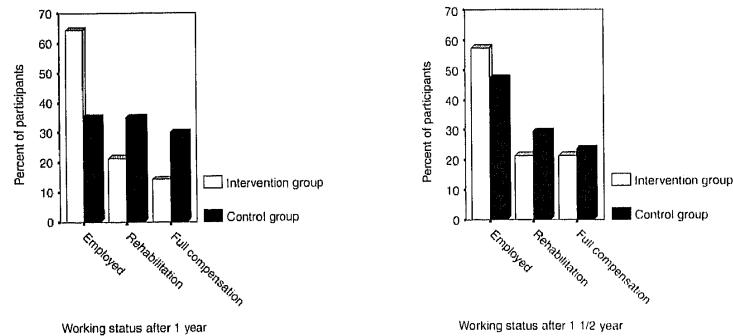 70
60
50
40
30
20
10
0
Percent of participants
Employed
Rehabilitation
Full compensation
Intervention group
Control group
Working status after 1 year
70
60
50
40
30
20
10
0
Percent of participants
Employed
Rehabilitation
Full compensation
Intervention group
Control group
Working status after 1 1/2 year